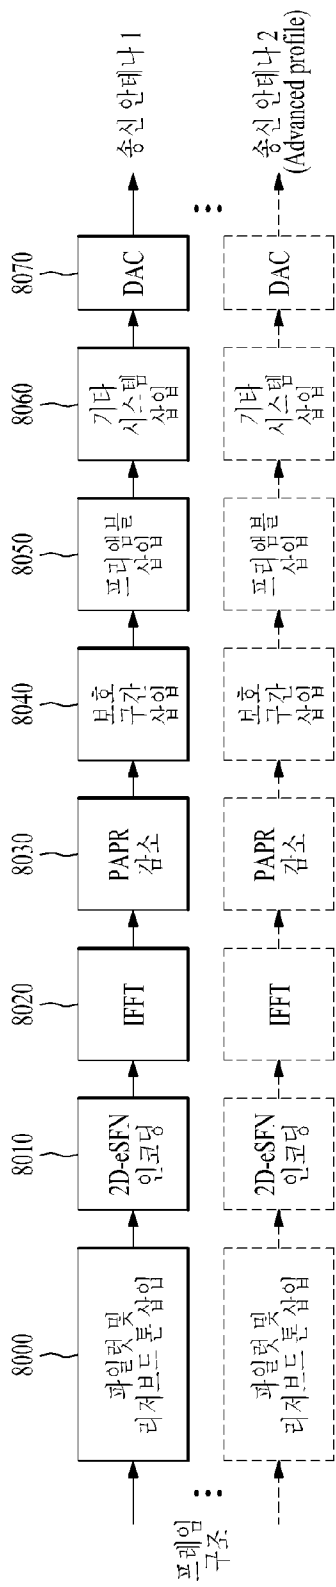 프레임
구조
8000
파일럿 및
리저브드 톤 삽입
8010
2D-eSFN
인코딩
8020
IFFT
8030
PAPR
감소
8040
보호
구간
삽입
8050
프리앰블
삽입
8060
기타
시스템
삽입
8070
DAC
송신 안테나 1
파일럿 및
리저브드 톤 삽입
2D-eSFN
인코딩
IFFT
PAPR
감소
보호
구간
삽입
프리앰블
삽입
기타
시스템
삽입
DAC
송신 안테나 2
(Advanced profile)